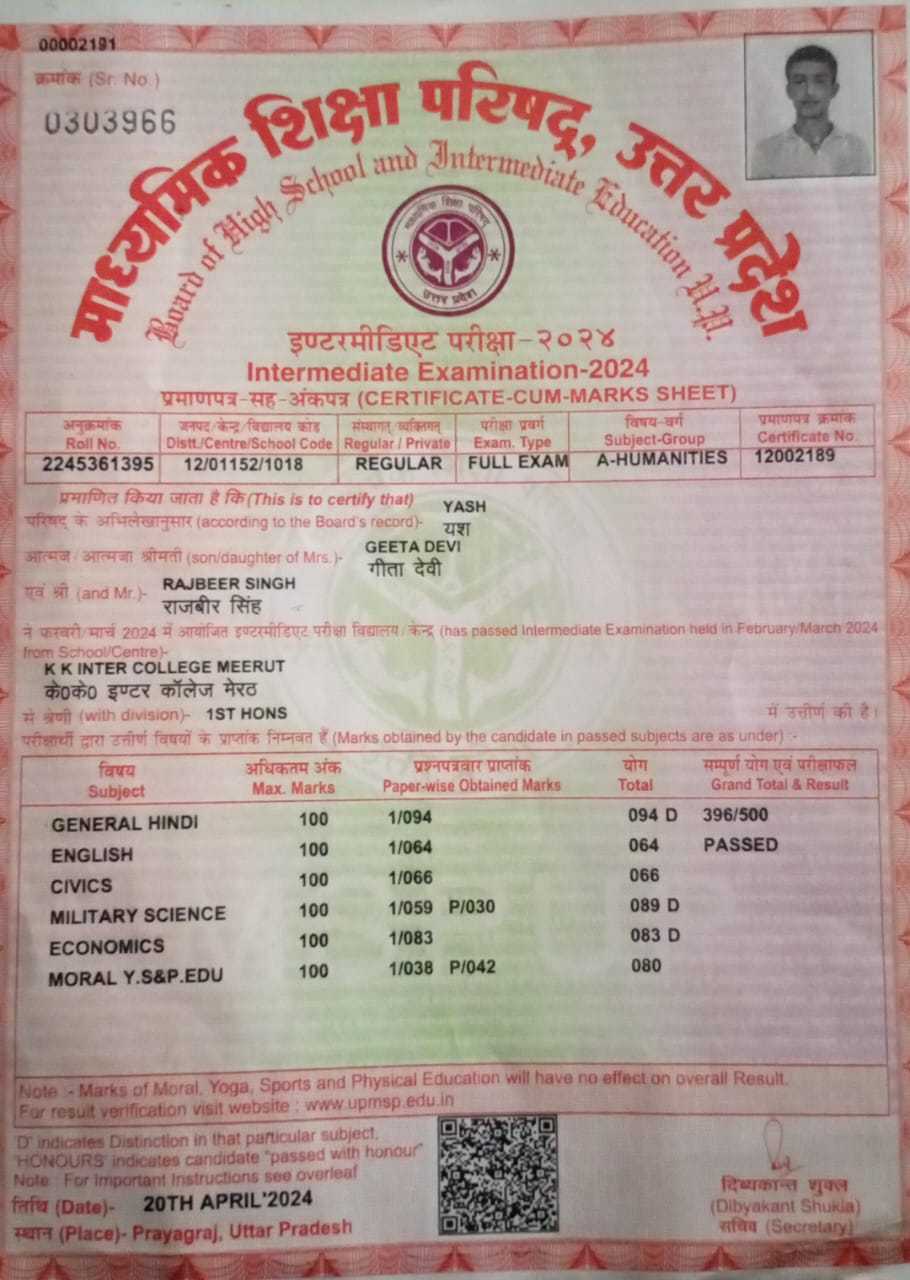 00002191
क्रमांक (Sr. No.)
0303966
माध्यमिक शिक्षा परिषद्, उत्तर प्रदेश
Board of High School and Intermediate Education U.P.
माध्यमिक शिक्षा परिषद्
उत्तर प्रदेश
इण्टरमीडिएट परीक्षा-२०२४
Intermediate Examination-2024
प्रमाणपत्र-सह-अंकपत्र (CERTIFICATE-CUM-MARKS SHEET)
अनुक्रमांक जनपद/केन्द्र/विद्यालय कोड संस्थागत्/व्यक्तिगत् परीक्षा प्रवर्ग विषय-वर्ग प्रमाणपत्र क्रमांक
Roll No. Distt./Centre/School Code Regular / Private Exam. Type Subject-Group Certificate No.
2245361395 12/01152/1018 REGULAR FULL EXAM A-HUMANITIES 12002189
प्रमाणित किया जाता है कि (This is to certify that) YASH
परिषद् के अभिलेखानुसार (according to the Board's record)- यश
आत्मज/आत्मजा श्रीमती (son/daughter of Mrs.)- GEETA DEVI
गीता देवी
एवं श्री (and Mr.)- RAJBEER SINGH
राजबीर सिंह
ने फरवरी/मार्च 2024 में आयोजित इण्टरमीडिएट परीक्षा विद्यालय/केन्द्र (has passed Intermediate Examination held in February/March 2024
from School/Centre)-
K K INTER COLLEGE MEERUT
के0के0 इण्टर कॉलेज मेरठ
से श्रेणी (with division)- 1ST HONS में उत्तीर्ण की है।
परीक्षार्थी द्वारा उत्तीर्ण विषयों के प्राप्तांक निम्नवत हैं (Marks obtained by the candidate in passed subjects are as under) :-
विषय अधिकतम अंक प्रश्नपत्रवार प्राप्तांक योग सम्पूर्ण योग एवं परीक्षाफल
Subject Max. Marks Paper-wise Obtained Marks Total Grand Total & Result
GENERAL HINDI 100 1/094 094 D 396/500
ENGLISH 100 1/064 064 PASSED
CIVICS 100 1/066 066
MILITARY SCIENCE 100 1/059 P/030 089 D
ECONOMICS 100 1/083 083 D
MORAL Y.S&P.EDU 100 1/038 P/042 080
Note :- Marks of Moral, Yoga, Sports and Physical Education will have no effect on overall Result.
For result verification visit website : www.upmsp.edu.in
'D' indicates Distinction in that particular subject.
'HONOURS' indicates candidate "passed with honour"
Note : For Important Instructions see overleaf
तिथि (Date)- 20TH APRIL'2024
स्थान (Place)- Prayagraj, Uttar Pradesh
दिब्यकान्त शुक्ल
(Dibyakant Shukla)
सचिव (Secretary)